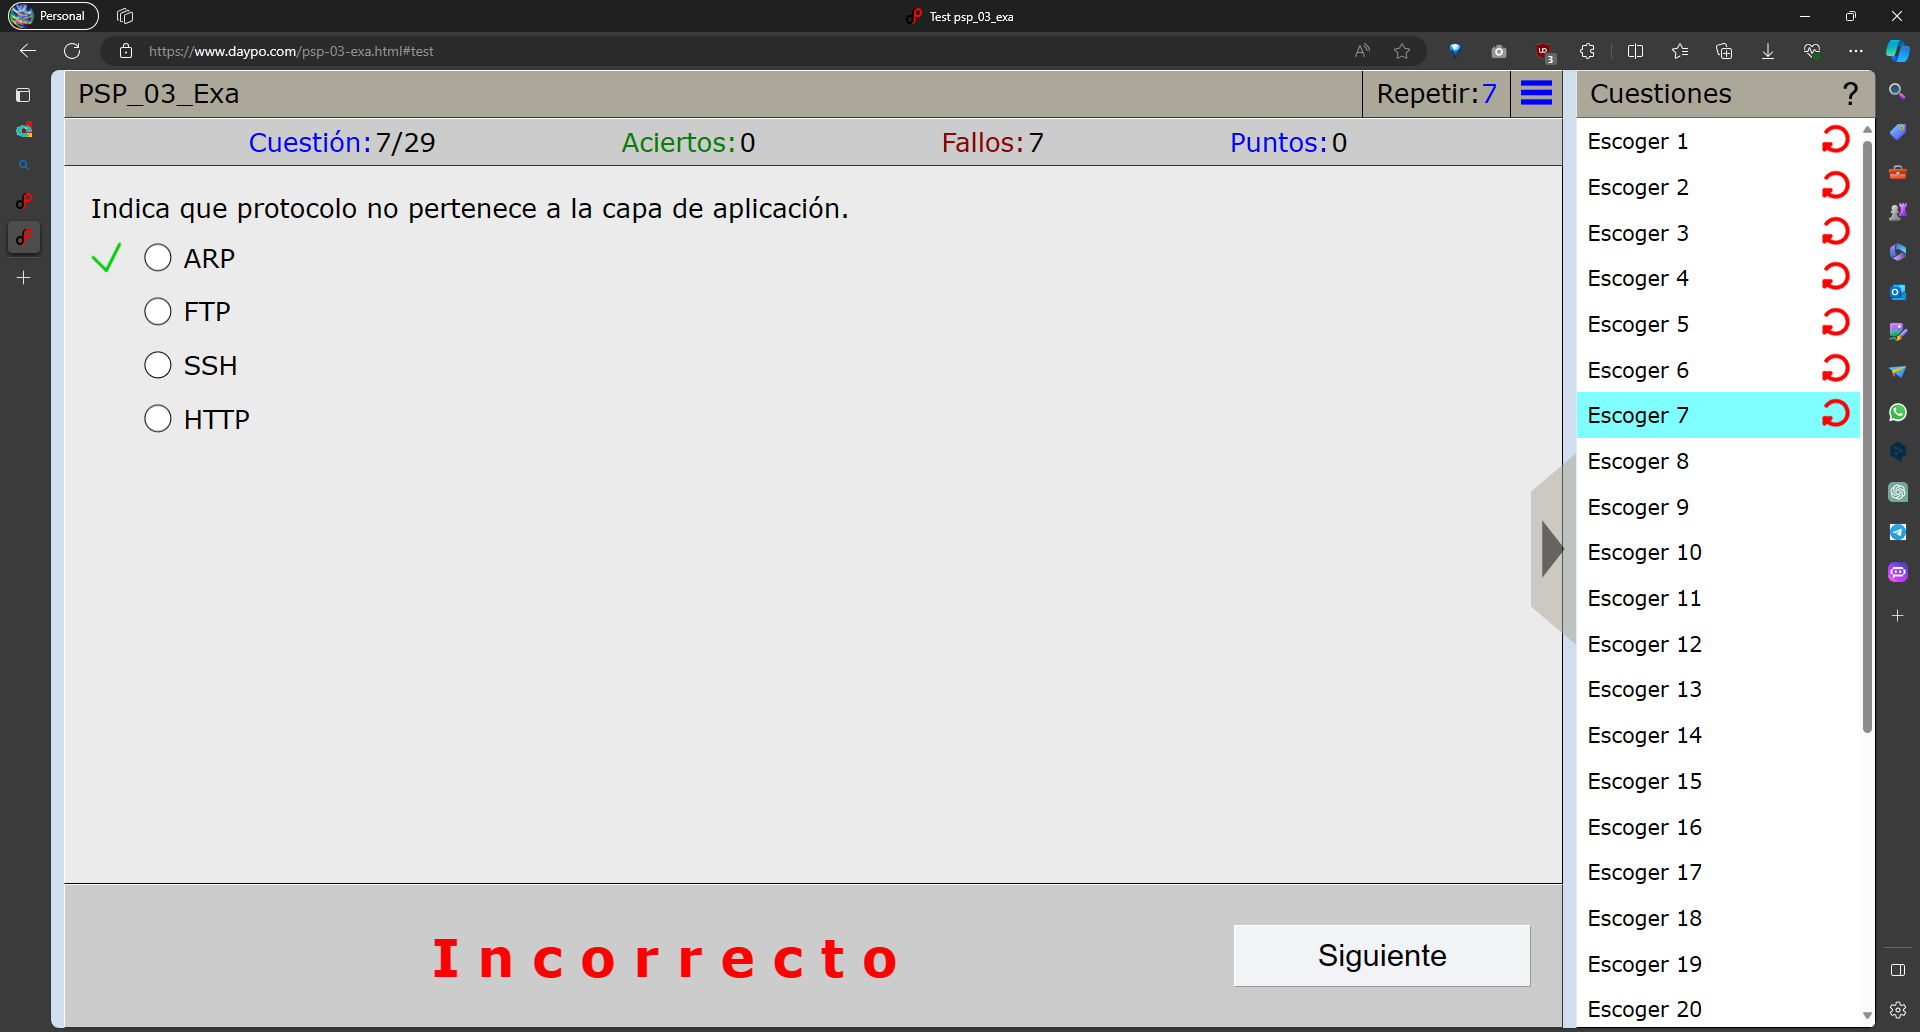 Personal
Test psp_03_exa
https://www.daypo.com/psp-03-exa.html#test
3
PSP_03_Exa
Repetir:7
Cuestión:7/29
Aciertos:0
Fallos:7
Puntos:0
Indica que protocolo no pertenece a la capa de aplicación.
ARP
FTP
SSH
HTTP
Incorrecto
Siguiente
Cuestiones
?
Escoger 1
Escoger 2
Escoger 3
Escoger 4
Escoger 5
Escoger 6
Escoger 7
Escoger 8
Escoger 9
Escoger 10
Escoger 11
Escoger 12
Escoger 13
Escoger 14
Escoger 15
Escoger 16
Escoger 17
Escoger 18
Escoger 19
Escoger 20